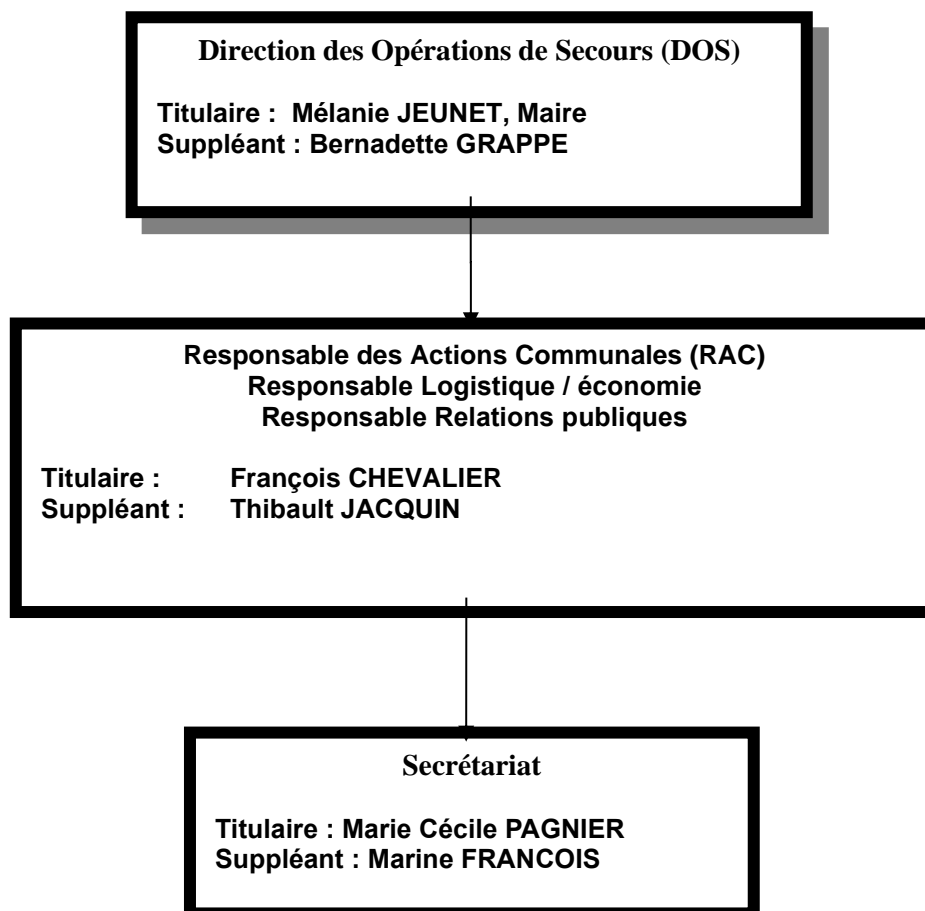 Direction des Opérations de Secours (DOS)
Titulaire : Mélanie JEUNET, Maire
Suppléant : Bernadette GRAPPE
Responsable des Actions Communales (RAC)
Responsable Logistique / économie
Responsable Relations publiques
Titulaire : François CHEVALIER
Suppléant : Thibault JACQUIN
Secrétariat
Titulaire : Marie Cécile PAGNIER
Suppléant : Marine FRANCOIS